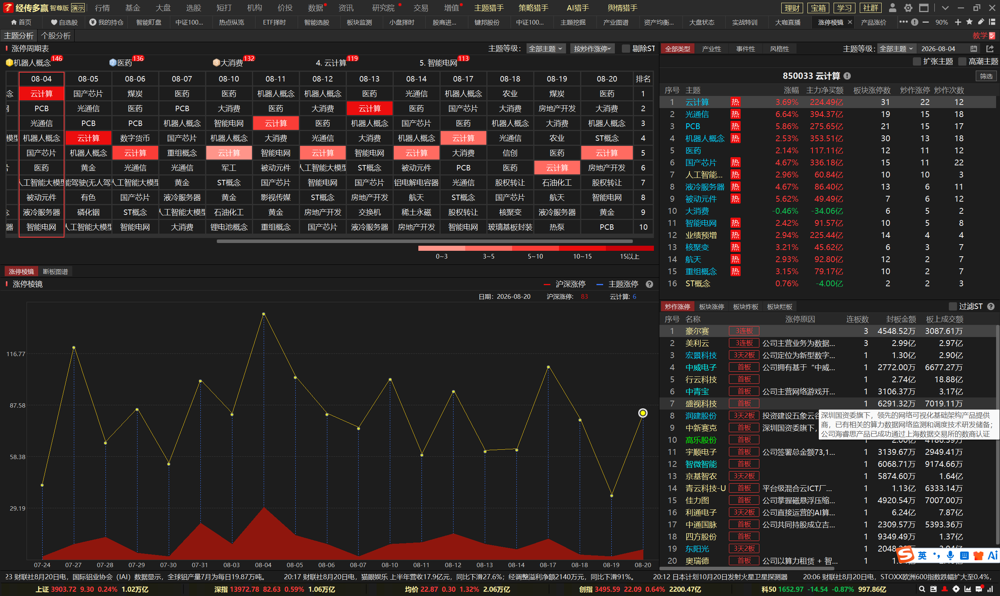 经传多赢 智尊版 演示 行情 基金 大盘 选股 短打 机构 价投 数据 资讯 研究院 交易 增值 主题猎手 策略猎手 AI猎手 舆情猎手 理财 宝箱 学习 社群
首页 自选股 我的持仓 智能盯盘 中证100... 热点纵览 ETF择时 智能选股 板块监测 小盘择时 股商进... 键邦股份 中证100... 主题挖掘 产业图谱 资产均衡... 大盘状态 实战特训 大咖直播 涨停棱镜 产品涨价 90%
主题分析 个股分析 教学
涨停周期表 主题等级: 全部主题 按炒作涨停 剔除ST
机器人概念 146 医药 136 大消费 132 4. 云计算 119 5. 智能电网 113
08-04 08-05 08-06 08-07 08-10 08-11 08-12 08-13 08-14 08-17 08-18 08-19 08-20 排名
念 云计算 国产芯片 煤炭 医药 医药 机器人概念 机器人概念 医药 光通信 机器人概念 农业 煤炭 医药 1
网 PCB 光通信 医药 PCB 大消费 医药 大消费 云计算 医药 国产芯片 大消费 房地产开发 大消费 2
光通信 PCB PCB 机器人概念 智能电网 云计算 医药 机器人概念 国产芯片 医药 机器人概念 大消费 机器人概念 3
模型 机器人概念 云计算 数字货币 国产芯片 机器人概念 大消费 光通信 大消费 机器人概念 云计算 光通信 农业 ST概念 4
国产芯片 机器人概念 云计算 重组概念 云计算 智能电网 云计算 智能电网 云计算 大消费 信创 医药 云计算 5
片 医药 黄金 光通信 光通信 军工 被动元件 人工智能大模型 ST概念 被动元件 PCB 医药 云计算 房地产开发 6
人工智能大模型 能驾驶(无人驾 人工智能大模型 黄金 ST概念 国产芯片 智能电网 国产芯片 铝电解电容器 光通信 股权转让 石油化工 股权转让 7
被动元件 有色 国产芯片 液冷服务器 黄金 影视传媒 ST概念 房地产开发 航天 ST概念 国产芯片 航天 智能电网 8
念 液冷服务器 磷化铟 ST概念 人工智能大模型 石油化工 黄金 房地产开发 交换机 稀土永磁 股权转让 核聚变 液冷服务器 黄金 9
器 智能电网 人工智能大模型 智能电网 大消费 锂电池概念 重组概念 国产芯片 液冷服务器 房地产开发 智能电网 玻璃基板封装 热泵 PCB 10
0~3 3~5 5~10 10~15 15以上
涨停棱镜 断板图谱
涨停棱镜 沪深涨停 主题涨停
日期: 2026-08-20 沪深涨停: 83 云计算: 6
116.77
87.58
58.38
29.19
07-24 07-27 07-28 07-29 07-30 07-31 08-03 08-04 08-05 08-06 08-07 08-10 08-11 08-12 08-13 08-14 08-17 08-18 08-19 08-20
全部类型 产业性 事件性 风格性 主题等级: 全部主题 2026-08-04
扩张主题 高潮主题
850033 云计算 筛选
序号 主题 涨幅 主力净买额 板块涨停数 炒作涨停 炒作次数
1 云计算 热 3.69% 224.49亿 31 22 12
2 光通信 热 6.64% 394.37亿 19 15 18
3 PCB 热 5.86% 275.65亿 21 15 17
4 机器人概念 热 2.53% 353.51亿 30 13 18
5 医药 2.14% 117.11亿 12 11 12
6 国产芯片 热 4.67% 336.18亿 15 11 22
7 人工智能... 热 2.96% 60.84亿 10 10 3
8 液冷服务器 热 4.67% 86.40亿 13 6 11
9 被动元件 热 5.62% 49.49亿 7 6 12
10 大消费 -0.46% -34.06亿 6 5 2
11 智能电网 热 2.42% 91.57亿 10 5 8
12 业绩预增 热 2.94% 225.44亿 14 4 4
13 核聚变 热 3.21% 45.62亿 6 3 7
14 航天 热 2.93% 92.80亿 12 2 7
15 重组概念 热 3.15% 79.17亿 10 2 7
16 ST概念 0.76% -4.00亿 2 2 3
炒作涨停 板块涨停 板块炸板 板块烂板 过滤ST
序号 名称 涨停原因 连板数 封板金额 板上成交额
1 豪尔赛 3连板 3 4548.52万 3087.61万
2 美利云 3连板 公司主营业务为数据... 3 2.99亿 2.97亿
3 宏景科技 3天2板 公司定位为新型数字... 1 1.30亿 2.90亿
4 中威电子 首板 公司拥有基于“中威... 1 2772.00万 6677.27万
5 行云科技 首板 1 2.74亿 18.88亿
6 中青宝 首板 公司主营网络游戏开... 1 3106.37万 3.17亿
7 盛视科技 首板 1 6291.32万 7019.11万
8 润建股份 3天2板 投资建设五象云谷
9 中新赛克 首板 深圳国资委旗下，
深圳国资委旗下，领先的网络可视化基础架构产品提供
商，已有相关的算力数据网络监测和调度技术研发储备；
公司海睿思产品已成功通过上海数据交易所的数商认证
10 高乐股份 首板 1 2.00亿 4186.59万
11 宇顺电子 首板 公司签署总金额73,1... 1 3139.67万 2949.41万
12 智微智能 首板 1 6068.71万 9174.66万
13 京基智农 3天2板 1 5874.60万 1.64亿
14 青云科技-U 首板 平台级混合云ICT厂... 1 1.13亿 6333.14万
15 佳力图 首板 公司掌握磁悬浮压缩... 1 4920.54万 7007.00万
16 利通电子 3天2板 公司直接运营的AI算... 1 6.24亿 7.87亿
17 中通国脉 首板 公司共同持股成立吉... 1 2309.57万 5393.36万
18 四方股份 首板 1 9349.49万 1.37亿
19 东阳光 3天2板 1 2048
20 奥瑞德 首板 公司以算力租赁 + 智... 1
英 Ai
23 财联社8月20日电，国际铝业协会（IAI）数据显示，全球铝产量7月为每日19.87万吨。 20:17 财联社8月20日电，猫眼娱乐 上半年营收17.9亿元，同比下滑27.6%；经调整溢利净额2140万元，同比下滑91%。 20:12 日本计划10月20日发射火星卫星探测器 20:06 财联社8月20日电，STOXX欧洲600指数跌幅扩大至0.4%，
上证 3903.72 9.30 0.24% 1.02万亿 深指 13972.78 82.63 0.59% 1.06万亿 均价 22.87 0.30 1.32% 2.06万亿 创指 3495.59 22.09 0.64% 2200.47亿 科50 1652.97 -14.54 -0.87% 997.86亿